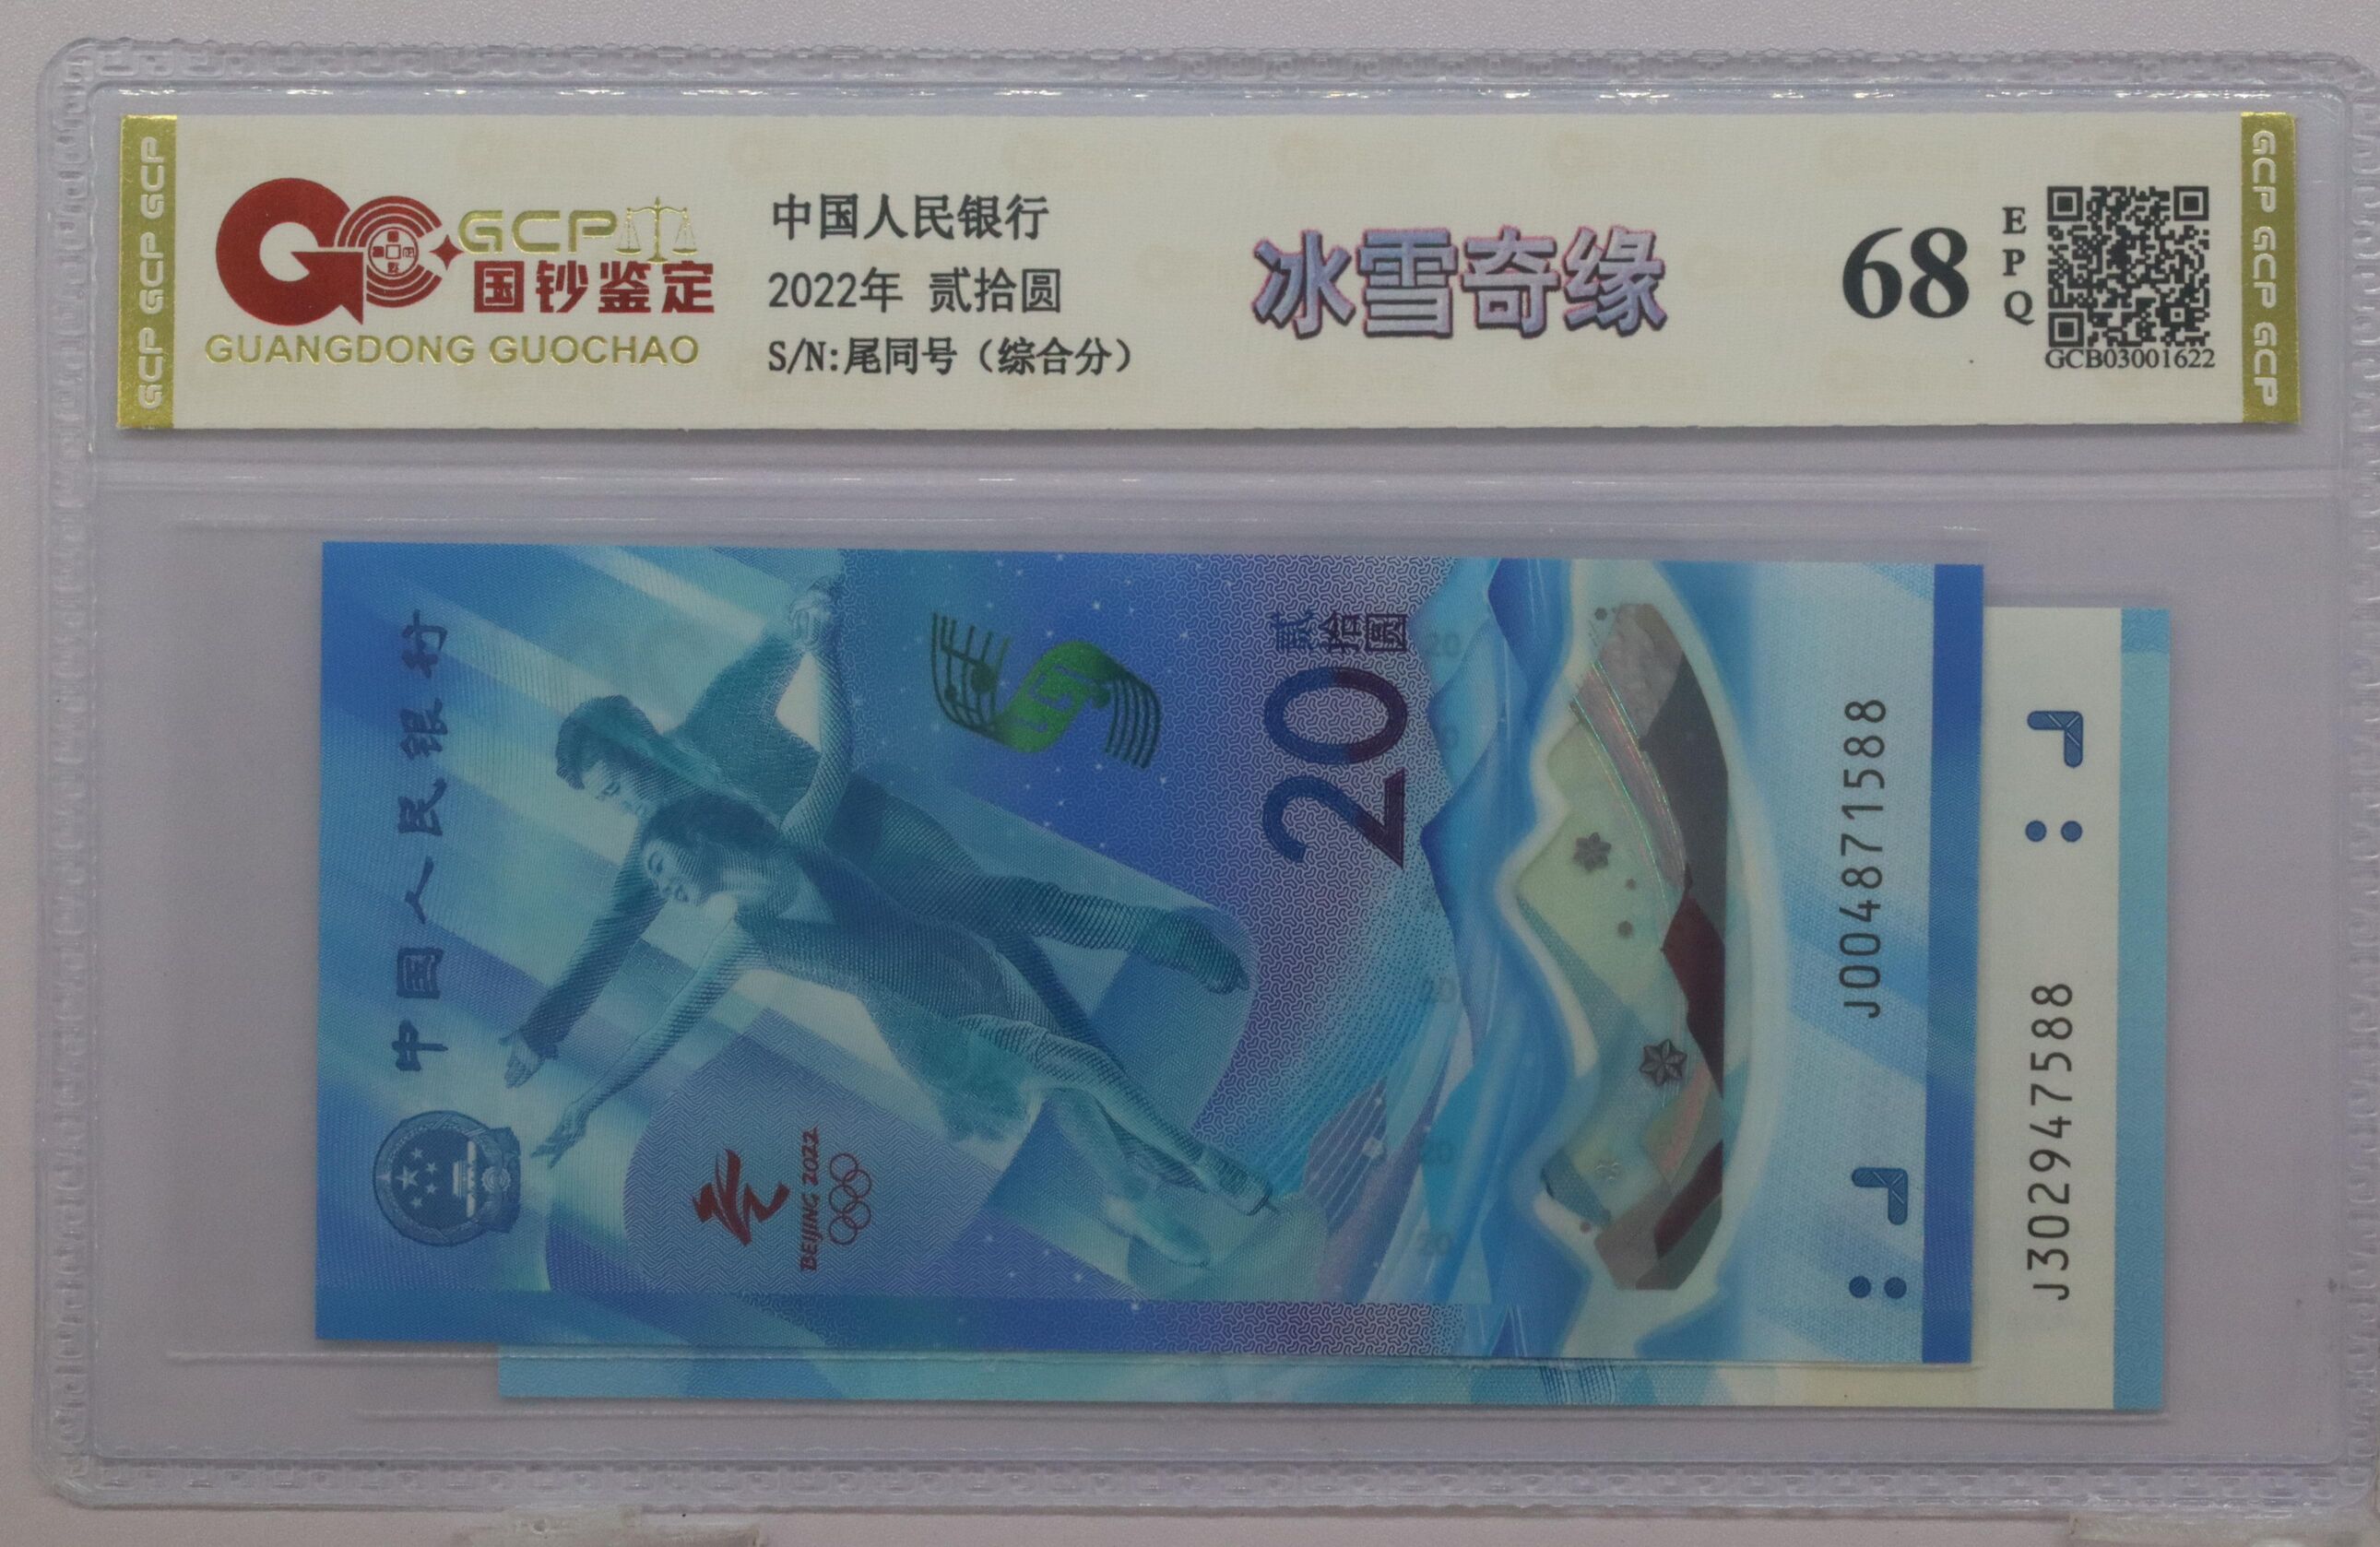 GCP GCP GCP
GCP
国钞鉴定
GUANGDONG GUOCHAO
中国人民银行
2022年 贰拾圆
S/N:尾同号（综合分）
冰雪奇缘
68
EPQ
GCB03001622
GCP GCP GCP
中国人民银行
BEIJING 2022
贰拾圆
20
J004871588
J302947588